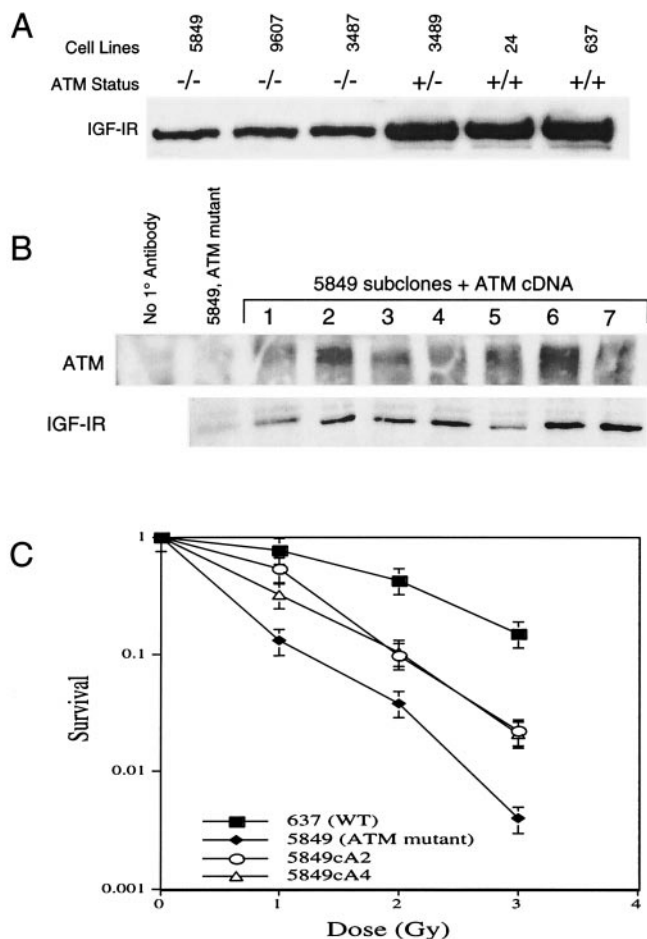 A
Cell Lines 5849 9607 3487 3489 24 637
ATM Status -/- -/- -/- +/- +/+ +/+
IGF-IR
B
No 1° Antibody
5849, ATM mutant
5849 subclones + ATM cDNA
1 2 3 4 5 6 7
ATM
IGF-IR
C
Survival
1
0.1
0.01
0.001
637 (WT)
5849 (ATM mutant)
5849cA2
5849cA4
0 1 2 3 4
Dose (Gy)